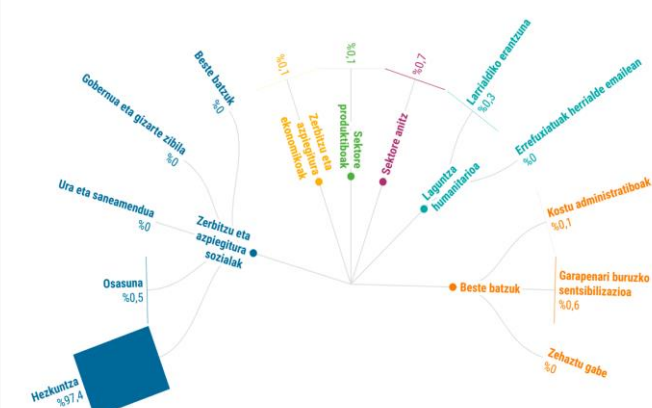 Beste batzuk
%0
Gobernua eta gizarte zibila
%0
Ura eta saneamendua
%0
Osasuna
%0,5
Hezkuntza
%97,4
Zerbitzu eta
azpiegitura
sozialak
%0,1
Zerbitzu eta
azpiegitura
ekonomikoak
%0,1
Sektore
produktiboak
%0,7
Sektore anitz
Larrialdiko erantzuna
%0,3
Errefuxiatuak herrialde emailean
%0
Laguntza
humanitarioa
Kostu administratiboak
%0,1
Beste batzuk
Garapenari buruzko
sentsibilizazioa
%0,6
Zehaztu gabe
%0